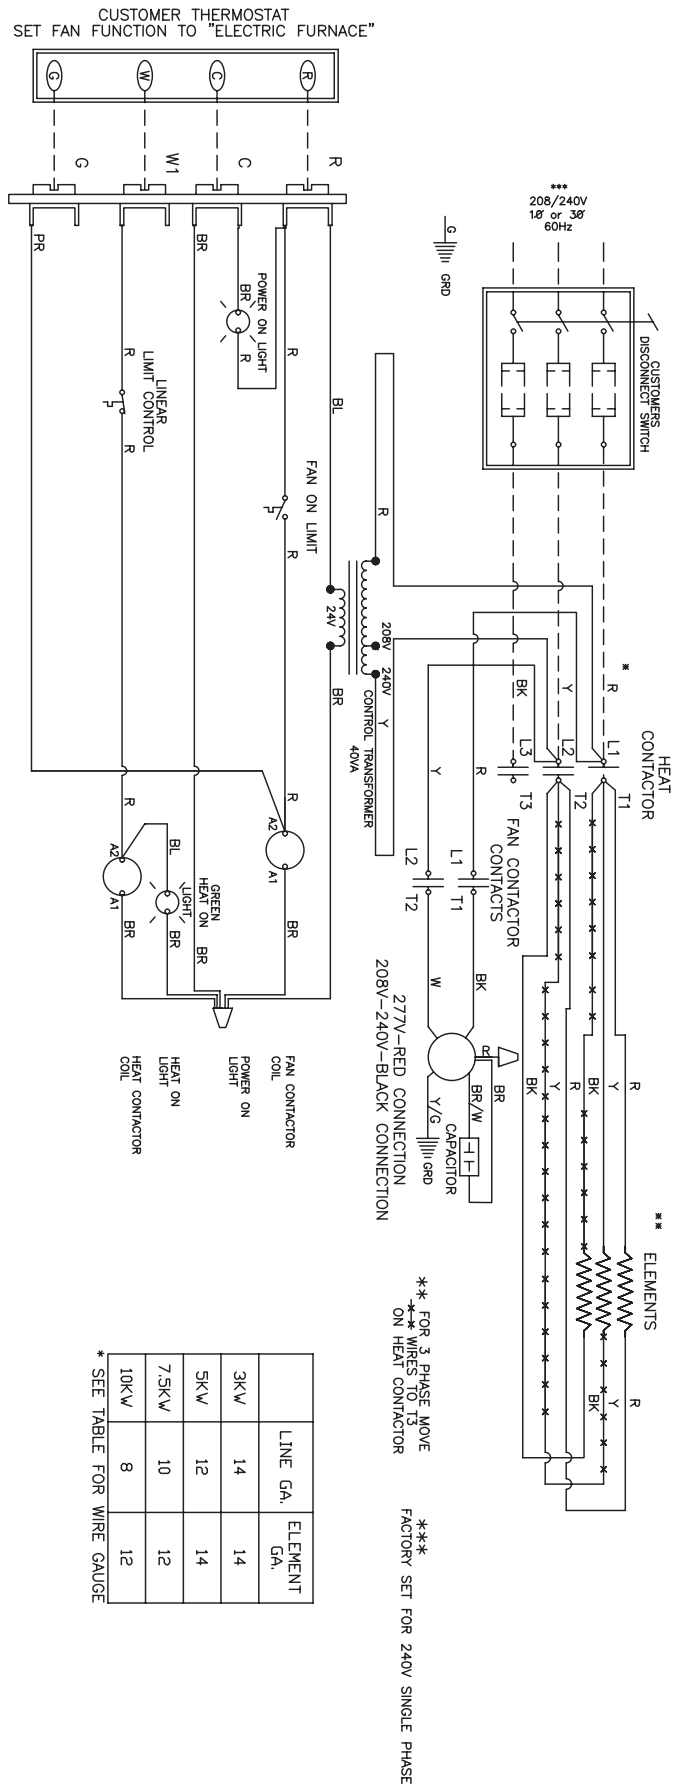 CUSTOMER THERMOSTAT
SET FAN FUNCTION TO "ELECTRIC FURNACE"
G
W
C
R
G
W1
C
R
***
208/240V
1Ø or 3Ø
60Hz
G
GRD
CUSTOMERS
DISCONNECT SWITCH
PR
R
BR
BR
R
POWER ON LIGHT
R
BL
LINEAR
LIMIT CONTROL
R
FAN ON LIMIT
R
R
24V
208V
240V
BR
Y
CONTROL TRANSFORMER
40VA
*
R
Y
BK
HEAT
CONTACTOR
L1
L2
L3
T1
T2
T3
R
Y
FAN CONTACTOR
CONTACTS
L1
L2
T1
T2
R
A2
A1
BR
R
A2
A1
BR
BL
GREEN
HEAT ON
LIGHT
BR
BR
W
BK
277V-RED CONNECTION
208V-240V-BLACK CONNECTION
R
BR
BR/W
Y/G
GRD
CAPACITOR
FAN CONTACTOR
COIL
POWER ON
LIGHT
HEAT ON
LIGHT
HEAT CONTACTOR
COIL
R
Y
BK
R
Y
BK
**
ELEMENTS
R
Y
BK
** FOR 3 PHASE MOVE
WIRES TO T3
ON HEAT CONTACTOR
***
FACTORY SET FOR 240V SINGLE PHASE
LINE GA. ELEMENT GA.
3KW 14 14
5KW 12 14
7.5KW 10 12
10KW 8 12
* SEE TABLE FOR WIRE GAUGE